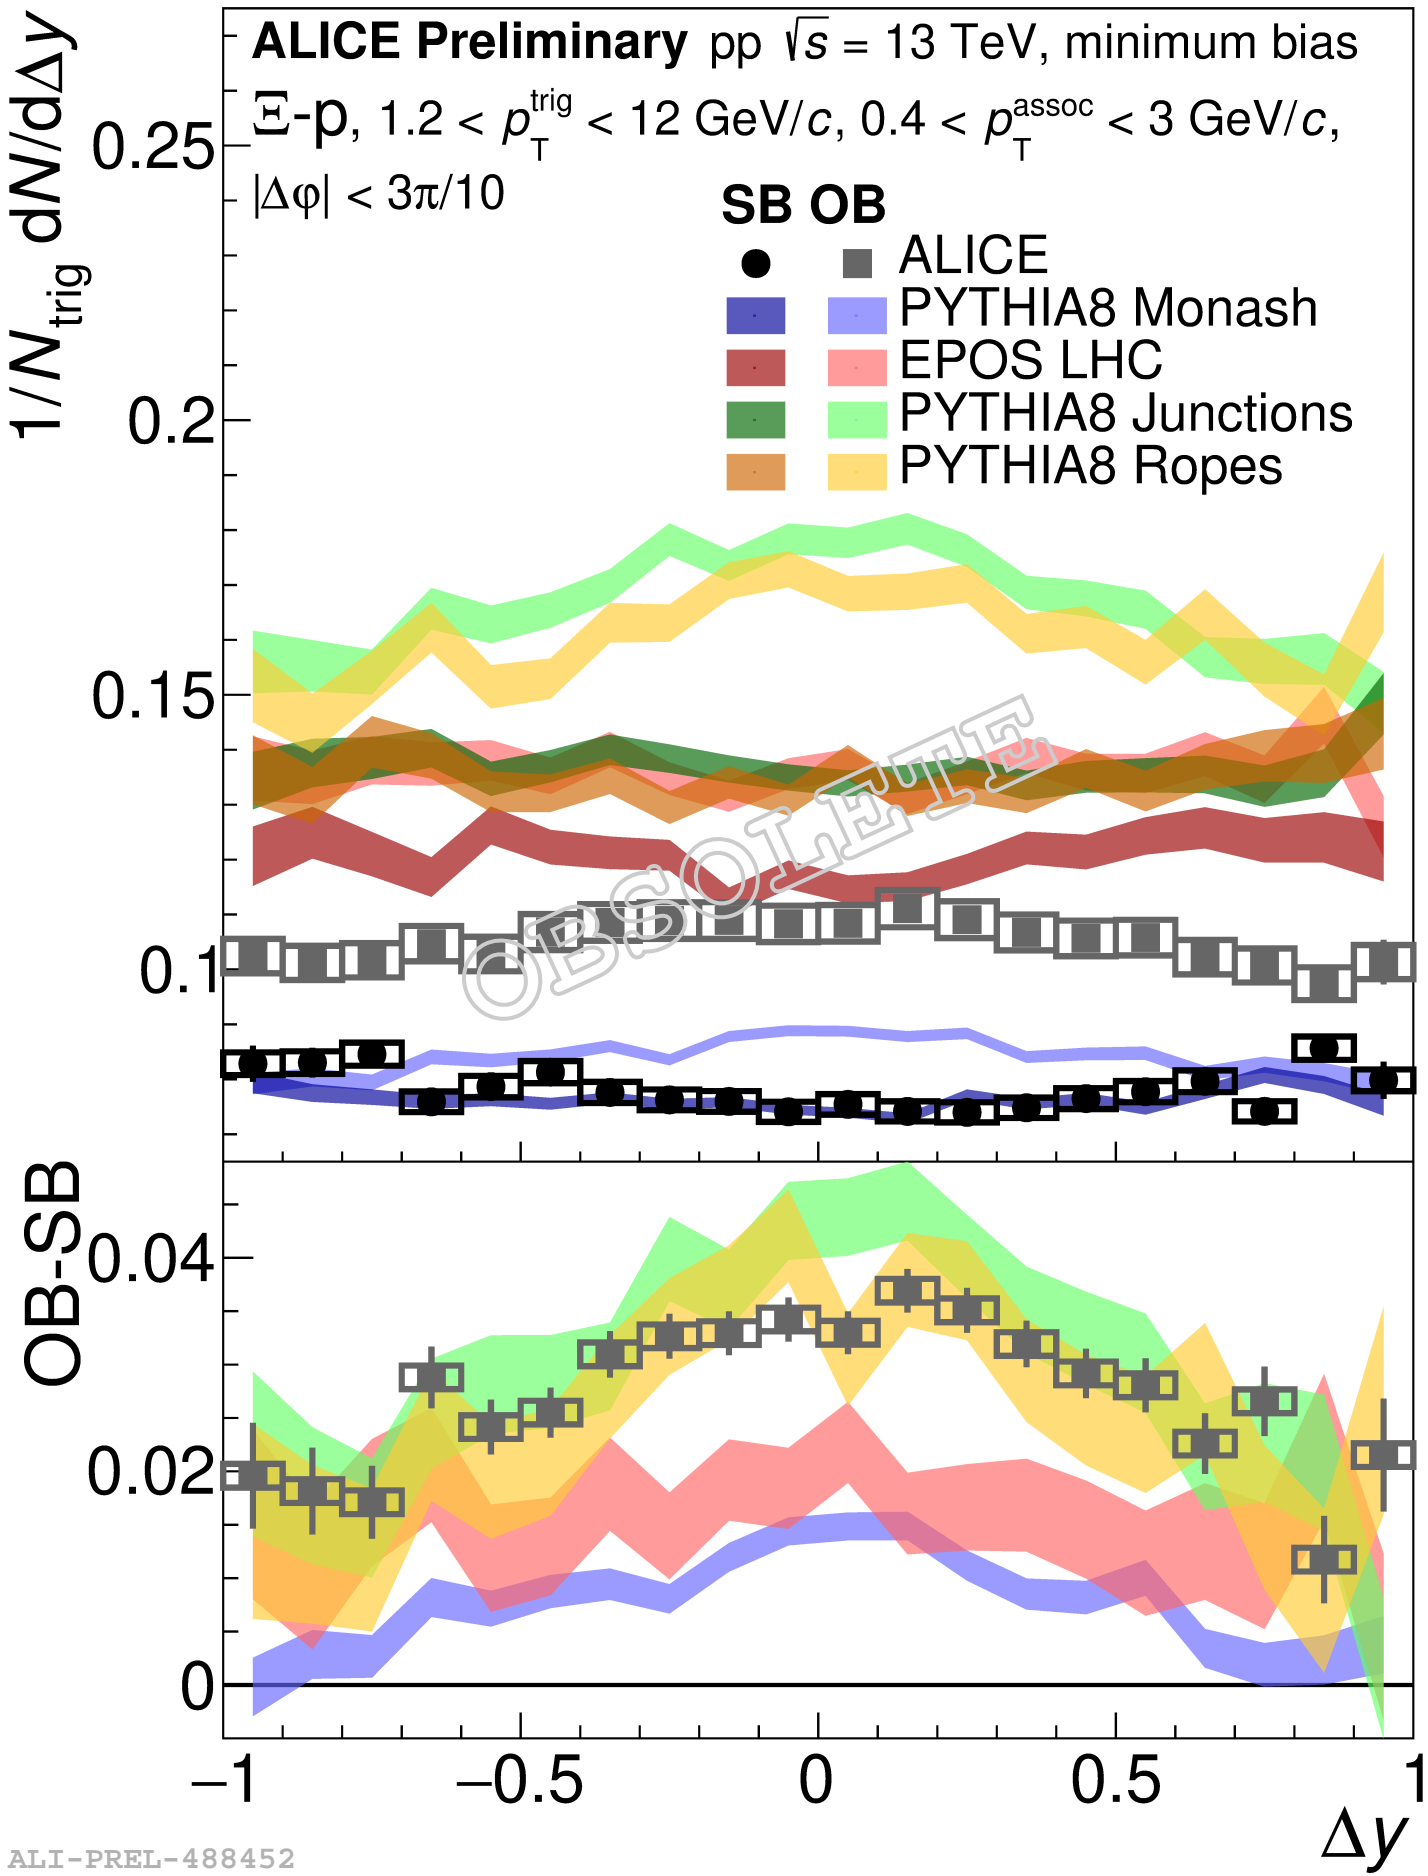 ALICE Preliminary pp √s = 13 TeV, minimum bias
Ξ-p, 1.2 < p_T^trig < 12 GeV/c, 0.4 < p_T^assoc < 3 GeV/c,
|Δφ| < 3π/10
SB OB
ALICE
PYTHIA8 Monash
EPOS LHC
PYTHIA8 Junctions
PYTHIA8 Ropes
1/N_trig dN/dΔy
0.25
0.2
0.15
0.1
OBSOLETE
OB-SB
0.04
0.02
0
−1 −0.5 0 0.5 1
Δy
ALI-PREL-488452